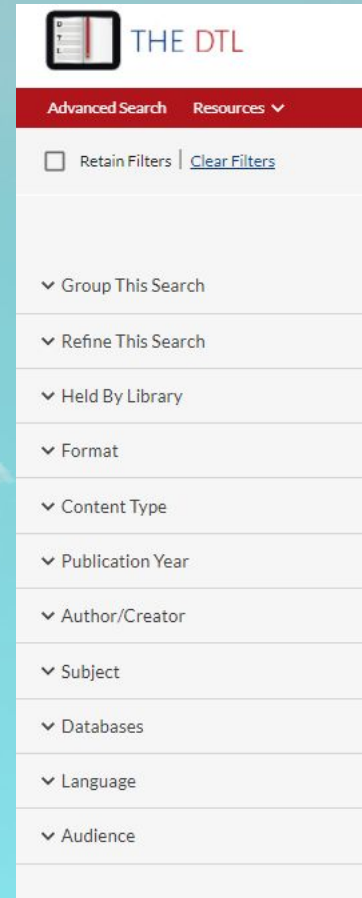 D
T
L
THE DTL
Advanced Search Resources
Retain Filters | Clear Filters
Group This Search
Refine This Search
Held By Library
Format
Content Type
Publication Year
Author/Creator
Subject
Databases
Language
Audience